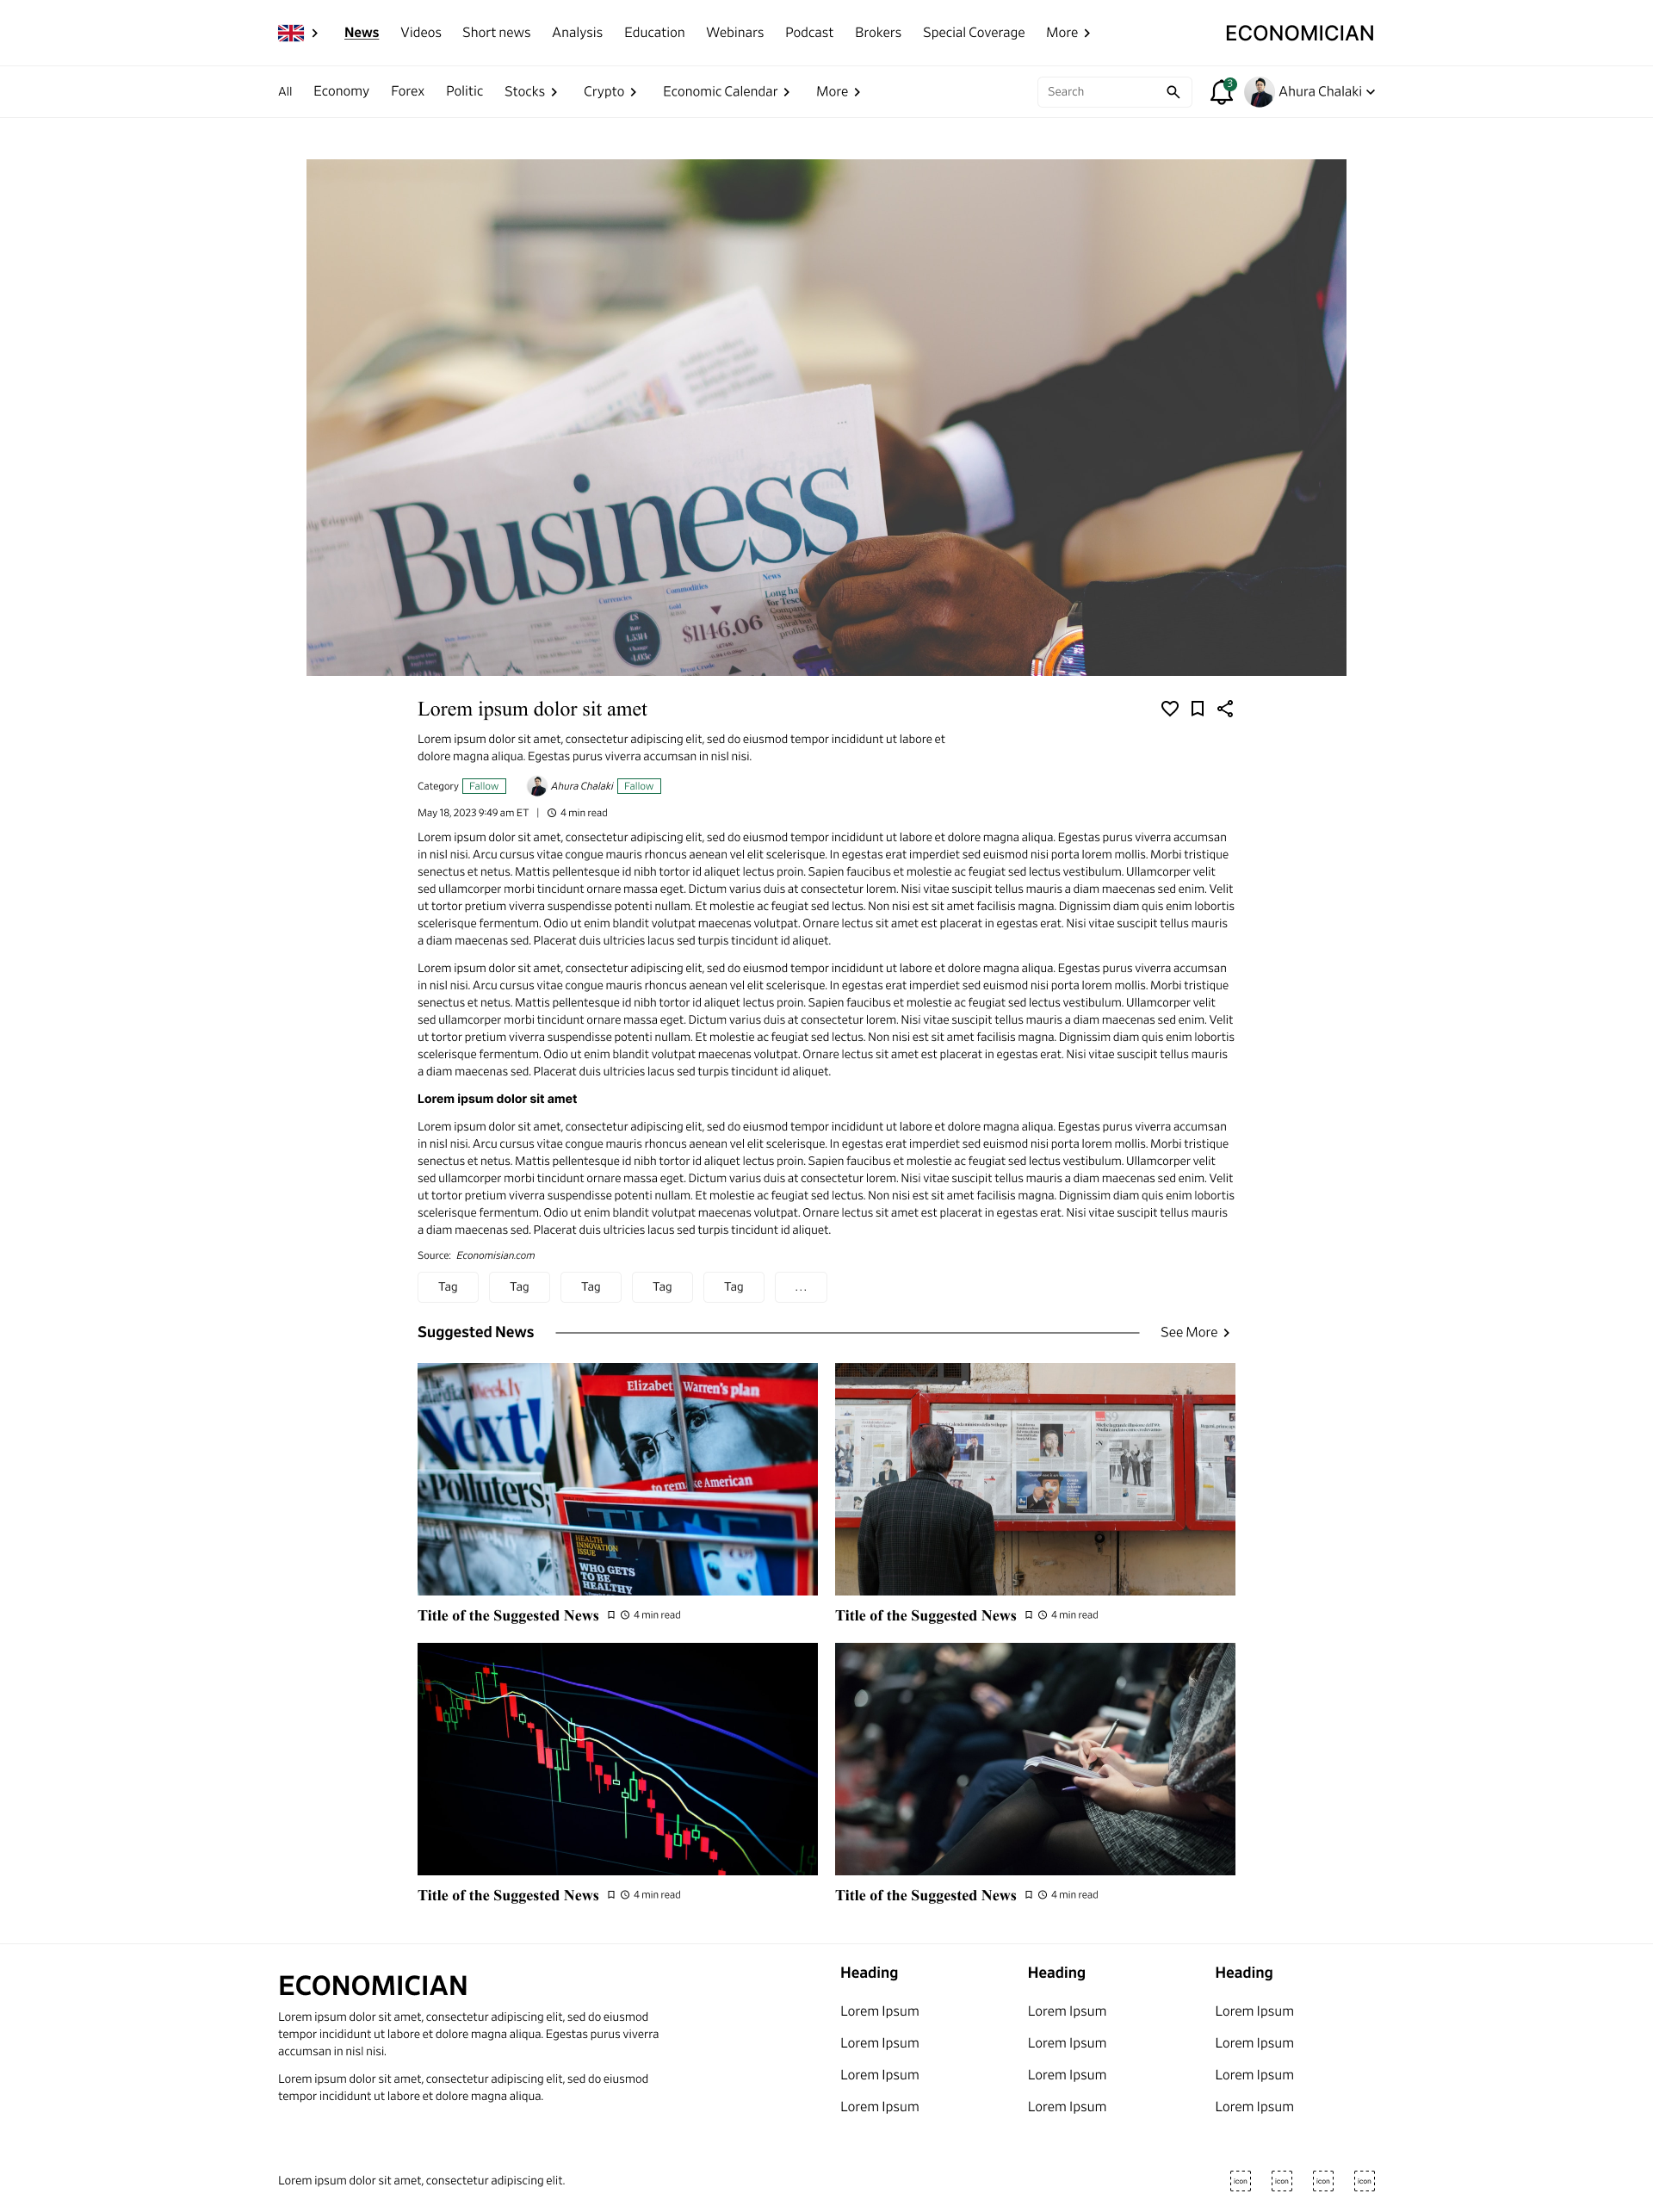 News Videos Short news Analysis Education Webinars Podcast Brokers Special Coverage More ECONOMICIAN
All Economy Forex Politic Stocks Crypto Economic Calendar More Search 3 Ahura Chalaki
Daily Telegraph
Business
Currencies Commodities News
£/$ Gold
$1146.06
Brent Crude
Lorem ipsum dolor sit amet
Lorem ipsum dolor sit amet, consectetur adipiscing elit, sed do eiusmod tempor incididunt ut labore et
dolore magna aliqua. Egestas purus viverra accumsan in nisl nisi.
Category Fallow Ahura Chalaki Fallow
May 18, 2023 9:49 am ET | 4 min read
Lorem ipsum dolor sit amet, consectetur adipiscing elit, sed do eiusmod tempor incididunt ut labore et dolore magna aliqua. Egestas purus viverra accumsan
in nisl nisi. Arcu cursus vitae congue mauris rhoncus aenean vel elit scelerisque. In egestas erat imperdiet sed euismod nisi porta lorem mollis. Morbi tristique
senectus et netus. Mattis pellentesque id nibh tortor id aliquet lectus proin. Sapien faucibus et molestie ac feugiat sed lectus vestibulum. Ullamcorper velit
sed ullamcorper morbi tincidunt ornare massa eget. Dictum varius duis at consectetur lorem. Nisi vitae suscipit tellus mauris a diam maecenas sed enim. Velit
ut tortor pretium viverra suspendisse potenti nullam. Et molestie ac feugiat sed lectus. Non nisi est sit amet facilisis magna. Dignissim diam quis enim lobortis
scelerisque fermentum. Odio ut enim blandit volutpat maecenas volutpat. Ornare lectus sit amet est placerat in egestas erat. Nisi vitae suscipit tellus mauris
a diam maecenas sed. Placerat duis ultricies lacus sed turpis tincidunt id aliquet.
Lorem ipsum dolor sit amet, consectetur adipiscing elit, sed do eiusmod tempor incididunt ut labore et dolore magna aliqua. Egestas purus viverra accumsan
in nisl nisi. Arcu cursus vitae congue mauris rhoncus aenean vel elit scelerisque. In egestas erat imperdiet sed euismod nisi porta lorem mollis. Morbi tristique
senectus et netus. Mattis pellentesque id nibh tortor id aliquet lectus proin. Sapien faucibus et molestie ac feugiat sed lectus vestibulum. Ullamcorper velit
sed ullamcorper morbi tincidunt ornare massa eget. Dictum varius duis at consectetur lorem. Nisi vitae suscipit tellus mauris a diam maecenas sed enim. Velit
ut tortor pretium viverra suspendisse potenti nullam. Et molestie ac feugiat sed lectus. Non nisi est sit amet facilisis magna. Dignissim diam quis enim lobortis
scelerisque fermentum. Odio ut enim blandit volutpat maecenas volutpat. Ornare lectus sit amet est placerat in egestas erat. Nisi vitae suscipit tellus mauris
a diam maecenas sed. Placerat duis ultricies lacus sed turpis tincidunt id aliquet.
Lorem ipsum dolor sit amet
Lorem ipsum dolor sit amet, consectetur adipiscing elit, sed do eiusmod tempor incididunt ut labore et dolore magna aliqua. Egestas purus viverra accumsan
in nisl nisi. Arcu cursus vitae congue mauris rhoncus aenean vel elit scelerisque. In egestas erat imperdiet sed euismod nisi porta lorem mollis. Morbi tristique
senectus et netus. Mattis pellentesque id nibh tortor id aliquet lectus proin. Sapien faucibus et molestie ac feugiat sed lectus vestibulum. Ullamcorper velit
sed ullamcorper morbi tincidunt ornare massa eget. Dictum varius duis at consectetur lorem. Nisi vitae suscipit tellus mauris a diam maecenas sed enim. Velit
ut tortor pretium viverra suspendisse potenti nullam. Et molestie ac feugiat sed lectus. Non nisi est sit amet facilisis magna. Dignissim diam quis enim lobortis
scelerisque fermentum. Odio ut enim blandit volutpat maecenas volutpat. Ornare lectus sit amet est placerat in egestas erat. Nisi vitae suscipit tellus mauris
a diam maecenas sed. Placerat duis ultricies lacus sed turpis tincidunt id aliquet.
Source: Economisian.com
Tag Tag Tag Tag Tag ...
Suggested News See More
Weekly
Next!
Polluters,
Elizabeth Warren's plan
to remake American
TIME
HEALTH
INNOVATION
ISSUE
WHO GETS
TO BE
HEALTHY
Title of the Suggested News 4 min read
Title of the Suggested News 4 min read
Title of the Suggested News 4 min read
Title of the Suggested News 4 min read
ECONOMICIAN
Lorem ipsum dolor sit amet, consectetur adipiscing elit, sed do eiusmod
tempor incididunt ut labore et dolore magna aliqua. Egestas purus viverra
accumsan in nisl nisi.
Lorem ipsum dolor sit amet, consectetur adipiscing elit, sed do eiusmod
tempor incididunt ut labore et dolore magna aliqua.
Heading
Lorem Ipsum
Lorem Ipsum
Lorem Ipsum
Lorem Ipsum
Heading
Lorem Ipsum
Lorem Ipsum
Lorem Ipsum
Lorem Ipsum
Heading
Lorem Ipsum
Lorem Ipsum
Lorem Ipsum
Lorem Ipsum
Lorem ipsum dolor sit amet, consectetur adipiscing elit.
icon icon icon icon